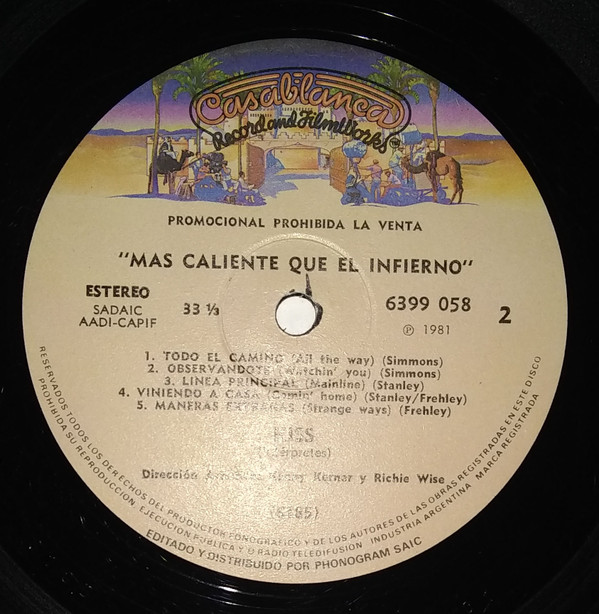 Casablanca
Record and FilmWorks
PROMOCIONAL PROHIBIDA LA VENTA
"MAS CALIENTE QUE EL INFIERNO"
ESTEREO
SADAIC
AADI-CAPIF
33 ⅓
6399 058
℗ 1981
2
1. TODO EL CAMINO (All the way) (Simmons)
2. OBSERVANDOTE (Watchin' you) (Simmons)
3. LINEA PRINCIPAL (Mainline) (Stanley)
4. VINIENDO A CASA (Comin' home) (Stanley/Frehley)
5. MANERAS EXTRAÑAS (Strange ways) (Frehley)
KISS
(Intérpretes)
Dirección Kerner y Richie Wise
(6185)
RESERVADOS TODOS LOS DERECHOS DEL PRODUCTOR FONOGRAFICO Y DE LOS AUTORES DE LAS OBRAS REGISTRADAS EN ESTE DISCO
PROHIBIDA SU REPRODUCCION EJECUCION PUBLICA Y O RADIO TELEDIFUSION INDUSTRIA ARGENTINA - MARCA REGISTRADA
EDITADO Y DISTRIBUIDO POR PHONOGRAM SAIC